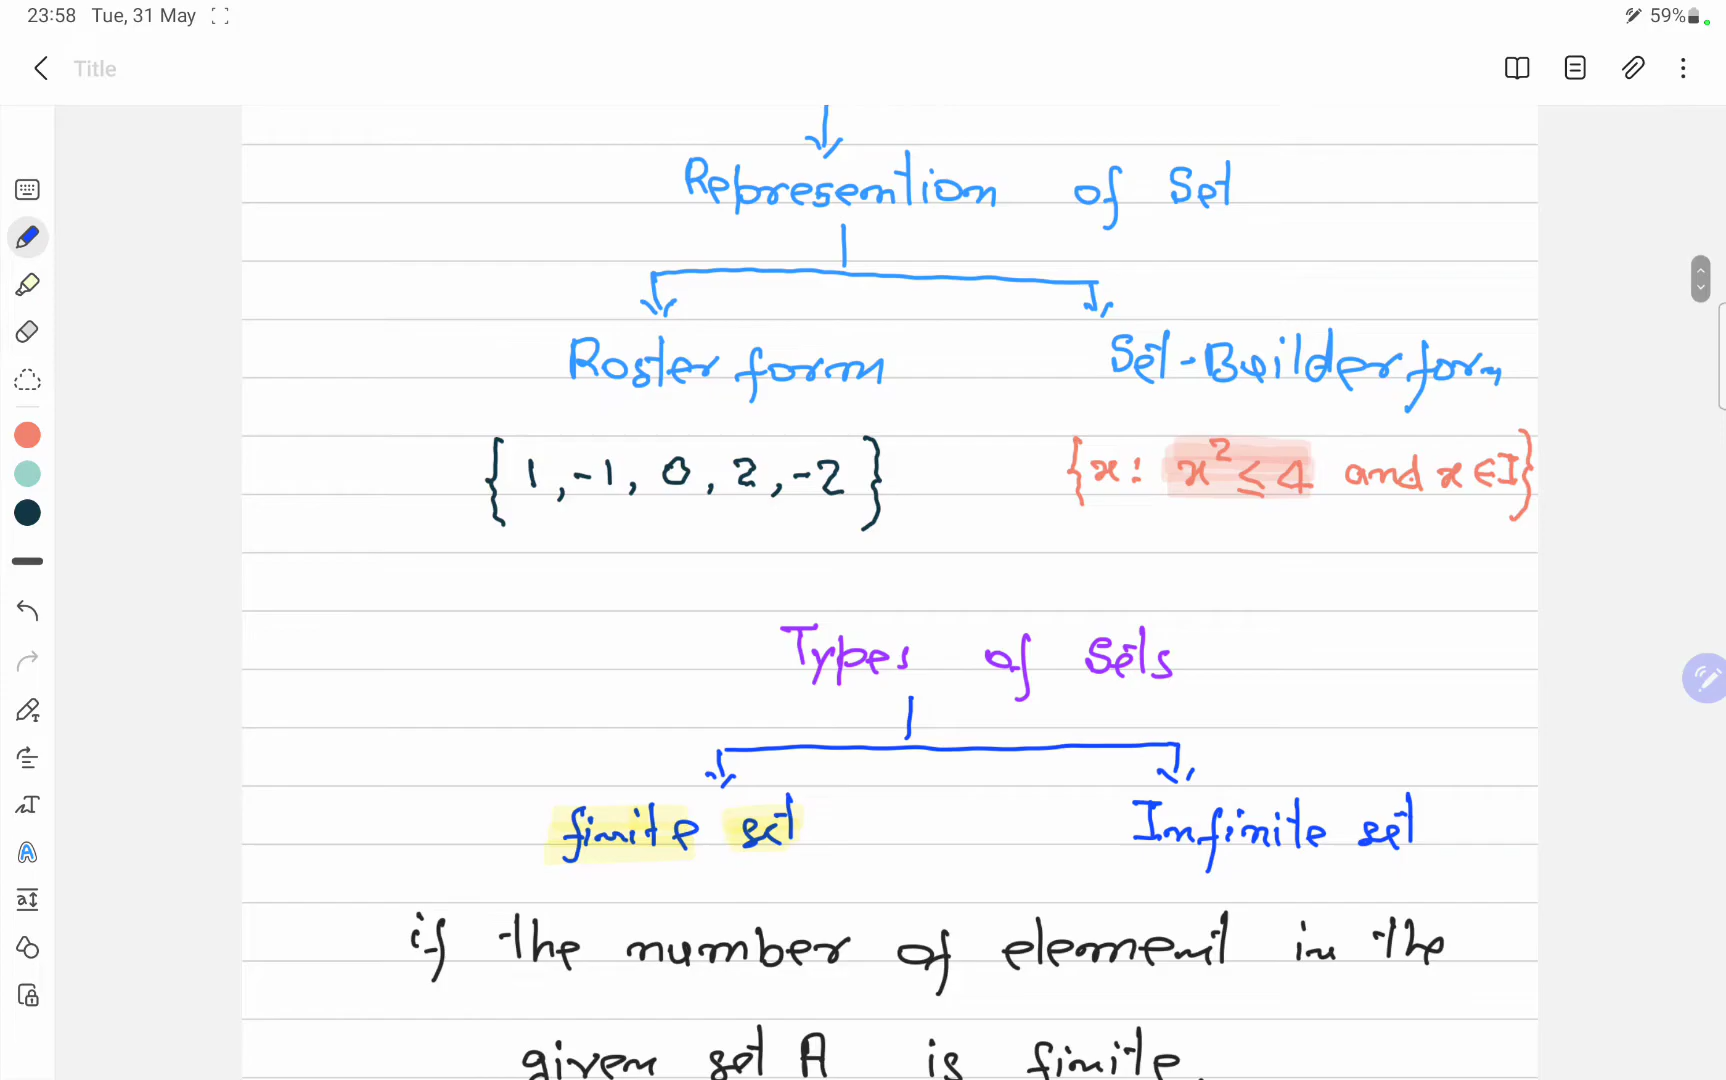 23:58 Tue, 31 May 59%
Title
Represention of Set
Roster form Set-Builder form
{ 1, -1, 0, 2, -2 } {x: x² ≤ 4 and x ∈ I}
Types of Sets
finite set Infinite set
if the number of element in the
given set A is finite.